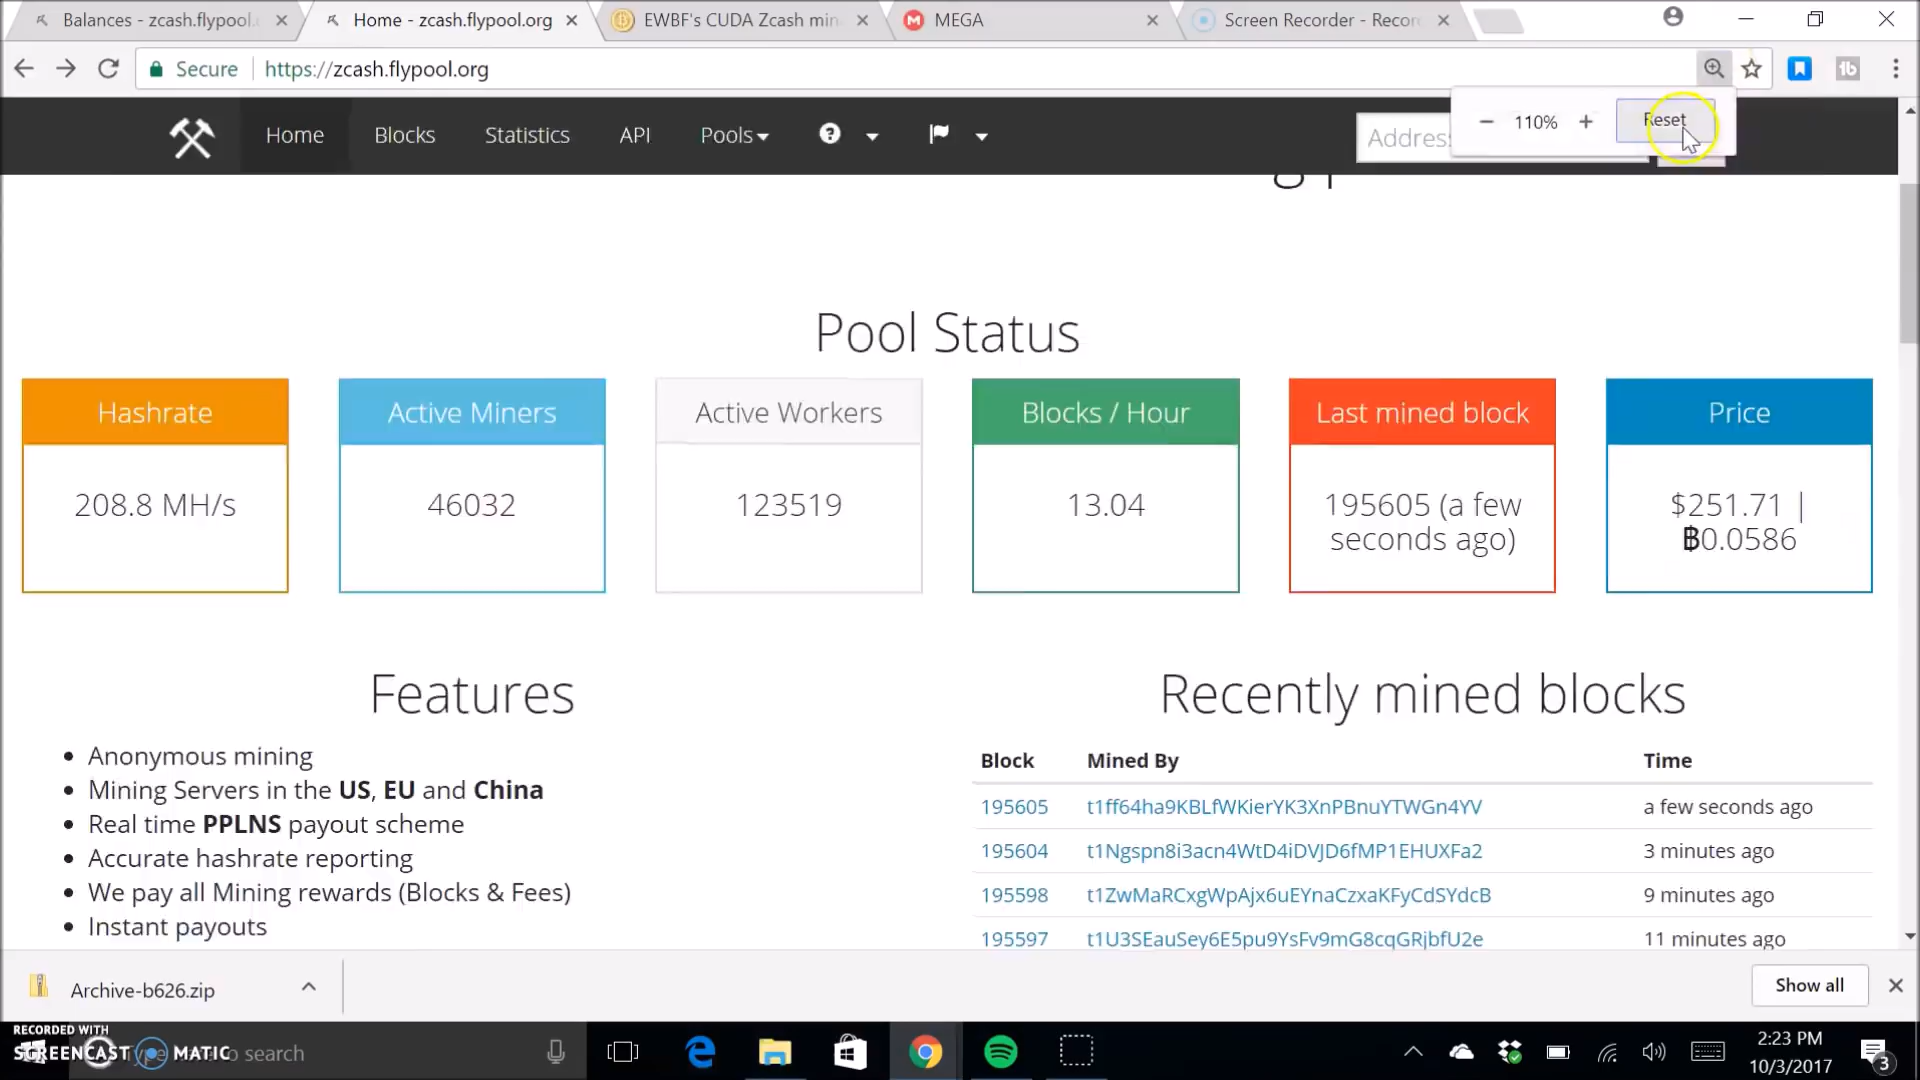 Balances - zcash.flypool.
Home - zcash.flypool.org
EWBF's CUDA Zcash min
MEGA
Screen Recorder - Recor
Secure
https://zcash.flypool.org
Home
Blocks
Statistics
API
Pools
Address
110%
Reset
Pool Status
Hashrate
208.8 MH/s
Active Miners
46032
Active Workers
123519
Blocks / Hour
13.04
Last mined block
195605 (a few
seconds ago)
Price
$251.71 |
฿0.0586
Features
Anonymous mining
Mining Servers in the US, EU and China
Real time PPLNS payout scheme
Accurate hashrate reporting
We pay all Mining rewards (Blocks & Fees)
Instant payouts
Recently mined blocks
Block Mined By Time
195605 t1ff64ha9KBLfWKierYK3XnPBnuYTWGn4YV a few seconds ago
195604 t1Ngspn8i3acn4WtD4iDVJD6fMP1EHUXFa2 3 minutes ago
195598 t1ZwMaRCxgWpAjx6uEYnaCzxaKFyCdSYdcB 9 minutes ago
195597 t1U3SEauSey6E5pu9YsFv9mG8cqGRjbfU2e 11 minutes ago
Archive-b626.zip
Show all
RECORDED WITH
SCREENCAST MATIC
here to search
2:23 PM
10/3/2017
3